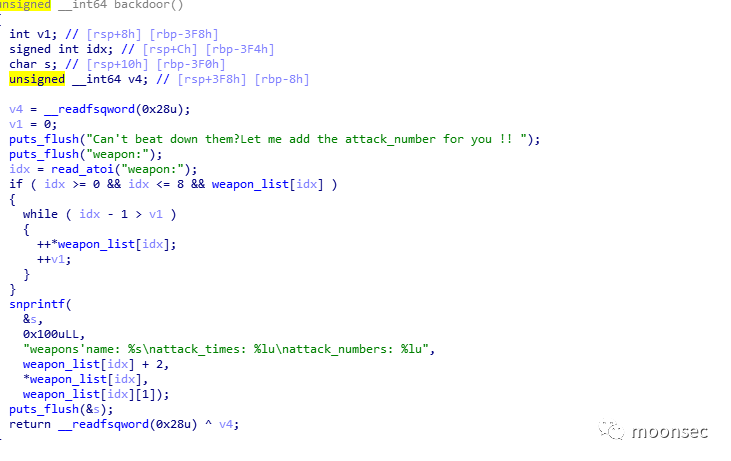 unsigned __int64 backdoor()
int v1; // [rsp+8h] [rbp-3F8h]
signed int idx; // [rsp+Ch] [rbp-3F4h]
char s; // [rsp+10h] [rbp-3F0h]
unsigned __int64 v4; // [rsp+3F8h] [rbp-8h]
v4 = __readfsqword(0x28u);
v1 = 0;
puts_flush("Can't beat down them?Let me add the attack_number for you !! ");
puts_flush("weapon:");
idx = read_atoi("weapon:");
if ( idx >= 0 && idx <= 8 && weapon_list[idx] )
{
while ( idx - 1 > v1 )
{
++*weapon_list[idx];
++v1;
}
}
snprintf(
&s,
0x100uLL,
"weapons'name: %s\nattack_times: %lu\nattack_numbers: %lu",
weapon_list[idx] + 2,
*weapon_list[idx],
weapon_list[idx][1]);
puts_flush(&s);
return __readfsqword(0x28u) ^ v4;
moonsec